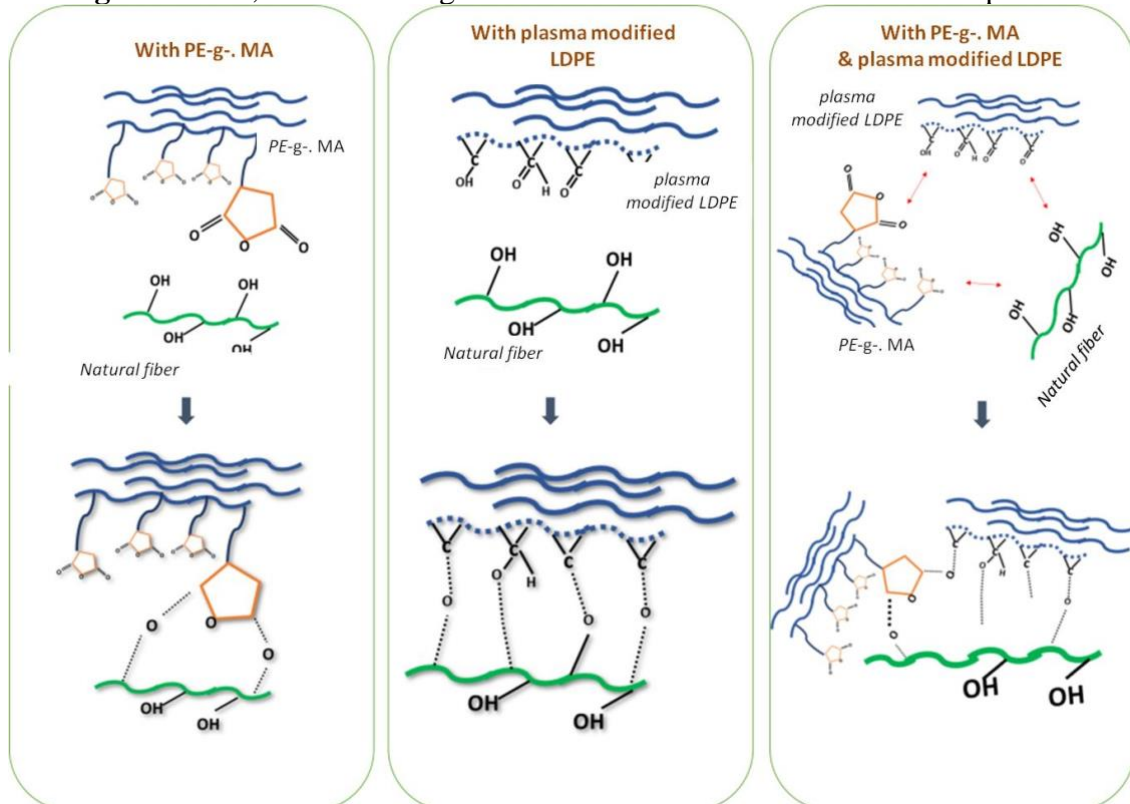 With PE-g-. MA
PE-g-. MA
O
O
O
OH
OH
OH
OH
Natural fiber
O
O
O
OH
OH
With plasma modified
LDPE
C
C
C
OH
O
H
O
plasma
modified LDPE
OH
OH
OH
OH
Natural fiber
C
C
C
C
O
H
O
O
O
OH
OH
With PE-g-. MA
& plasma modified LDPE
plasma
modified LDPE
C
C
C
C
OH
O
H
O
O
O
O
O
PE-g-. MA
OH
OH
OH
OH
Natural fiber
C
C
C
C
O
O
H
O
O
O
OH
OH